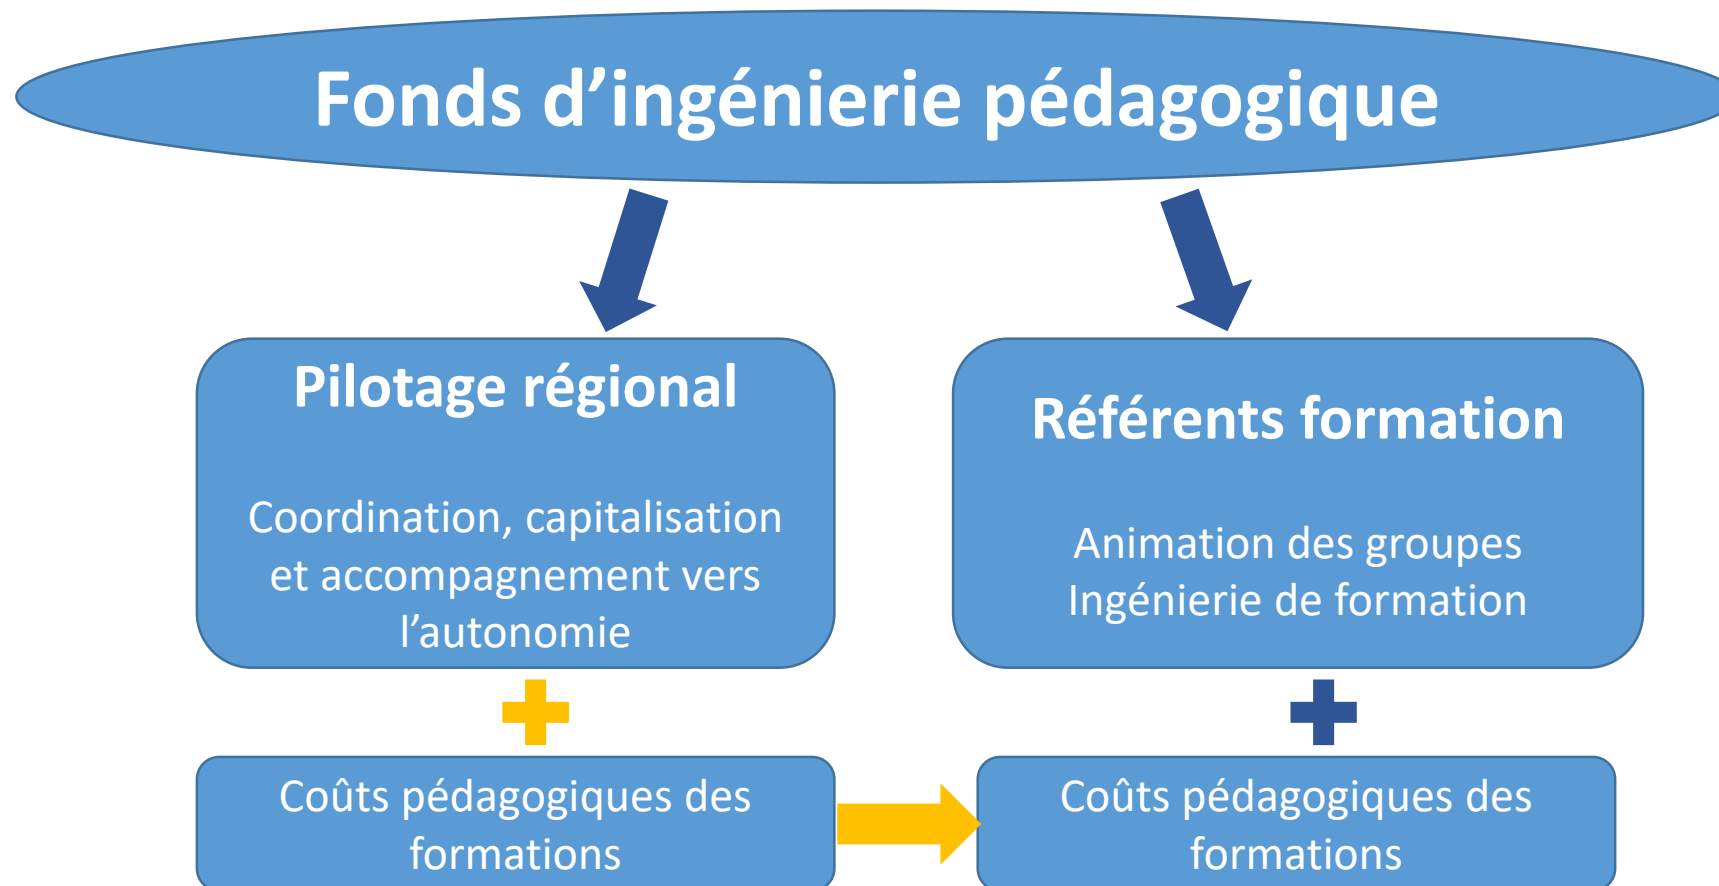 Fonds d’ingénierie pédagogique
Pilotage régional
Coordination, capitalisation
et accompagnement vers
l’autonomie
Référents formation
Animation des groupes
Ingénierie de formation
Coûts pédagogiques des
formations
Coûts pédagogiques des
formations